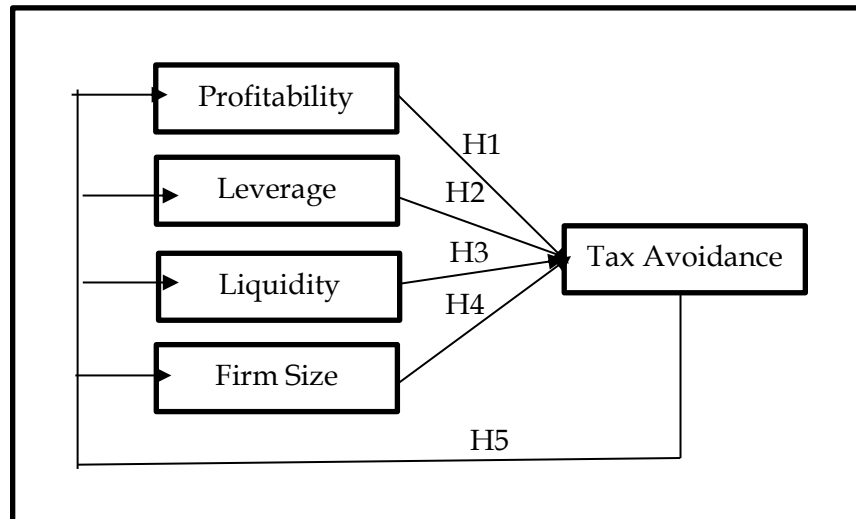 Profitability
H1
Leverage
H2
Tax Avoidance
H3
Liquidity
H4
Firm Size
H5